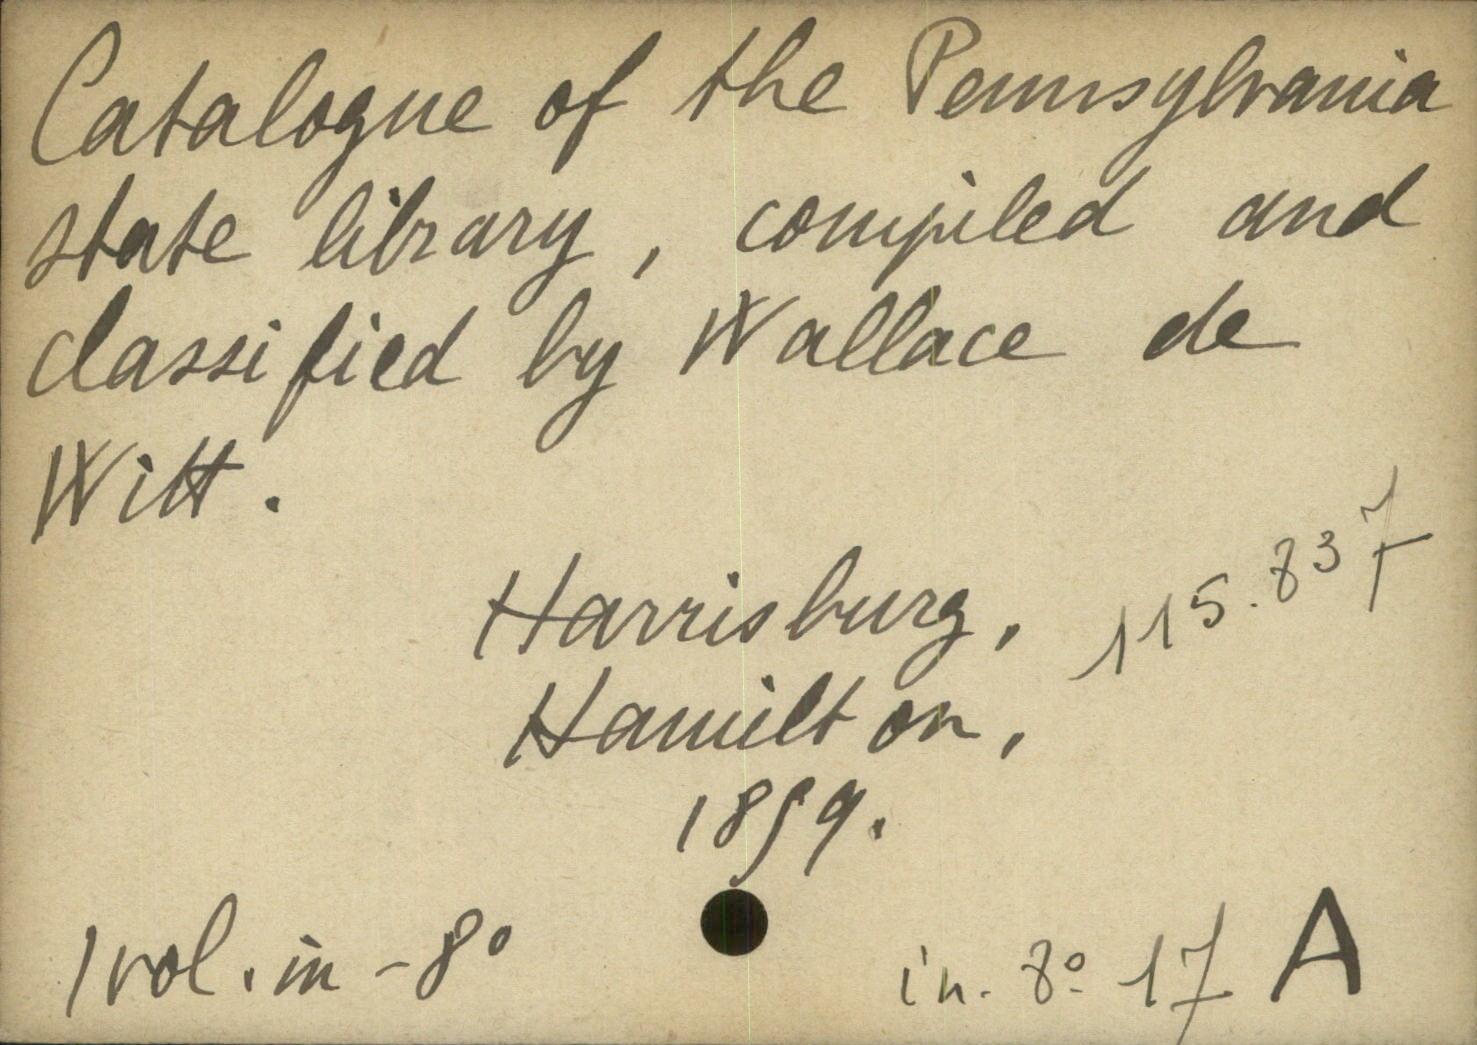 Catalogue of the Pennsylvania
state library, compiled and
classified by Wallace de
Witt.
Harrisburg,
115.837
Hamilton,
1859.
1 vol. in-8°
in. 8° 17 A